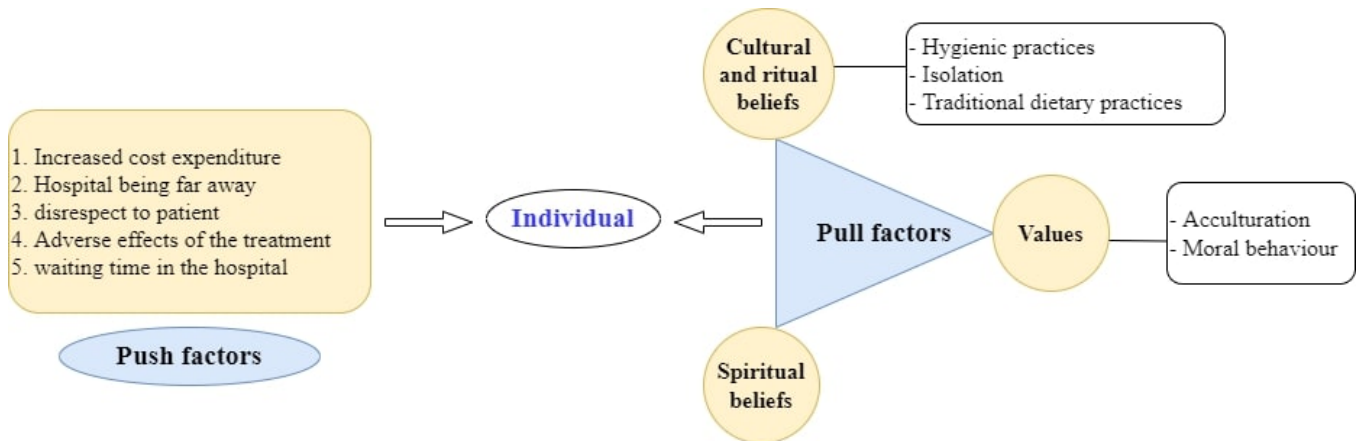 1. Increased cost expenditure
2. Hospital being far away
3. disrespect to patient
4. Adverse effects of the treatment
5. waiting time in the hospital
Push factors
Individual
Pull factors
Cultural
and ritual
beliefs
- Hygienic practices
- Isolation
- Traditional dietary practices
Values
- Acculturation
- Moral behaviour
Spiritual
beliefs